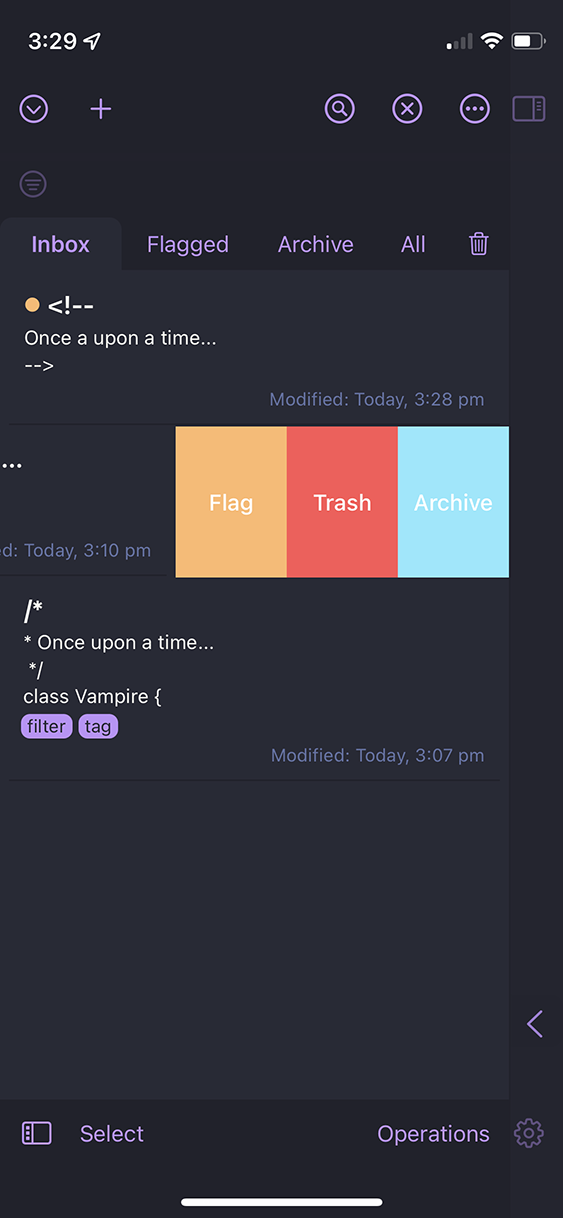 3:29
Inbox Flagged Archive All
<!--
Once a upon a time...
-->
Modified: Today, 3:28 pm
...
ed: Today, 3:10 pm
Flag Trash Archive
/*
* Once upon a time...
*/
class Vampire {
filter tag
Modified: Today, 3:07 pm
Select Operations